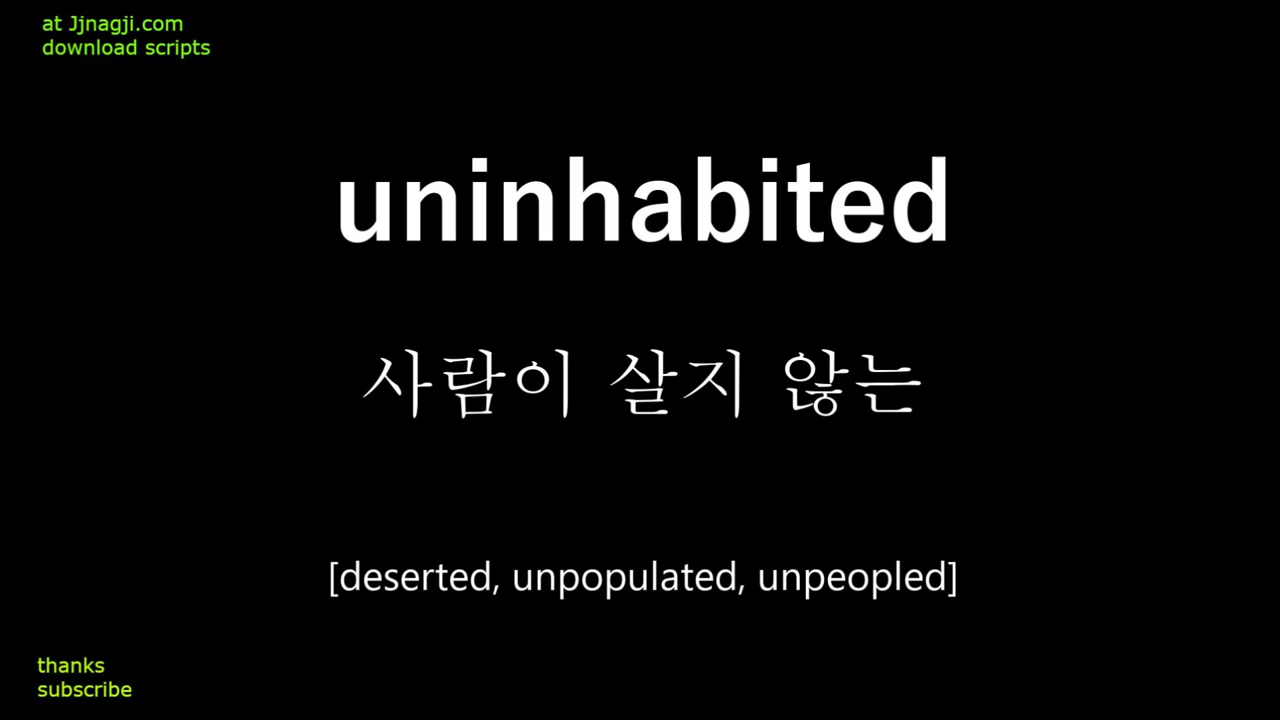 at Jjnagji.com
download scripts
uninhabited
사람이 살지 않는
[deserted, unpopulated, unpeopled]
thanks
subscribe